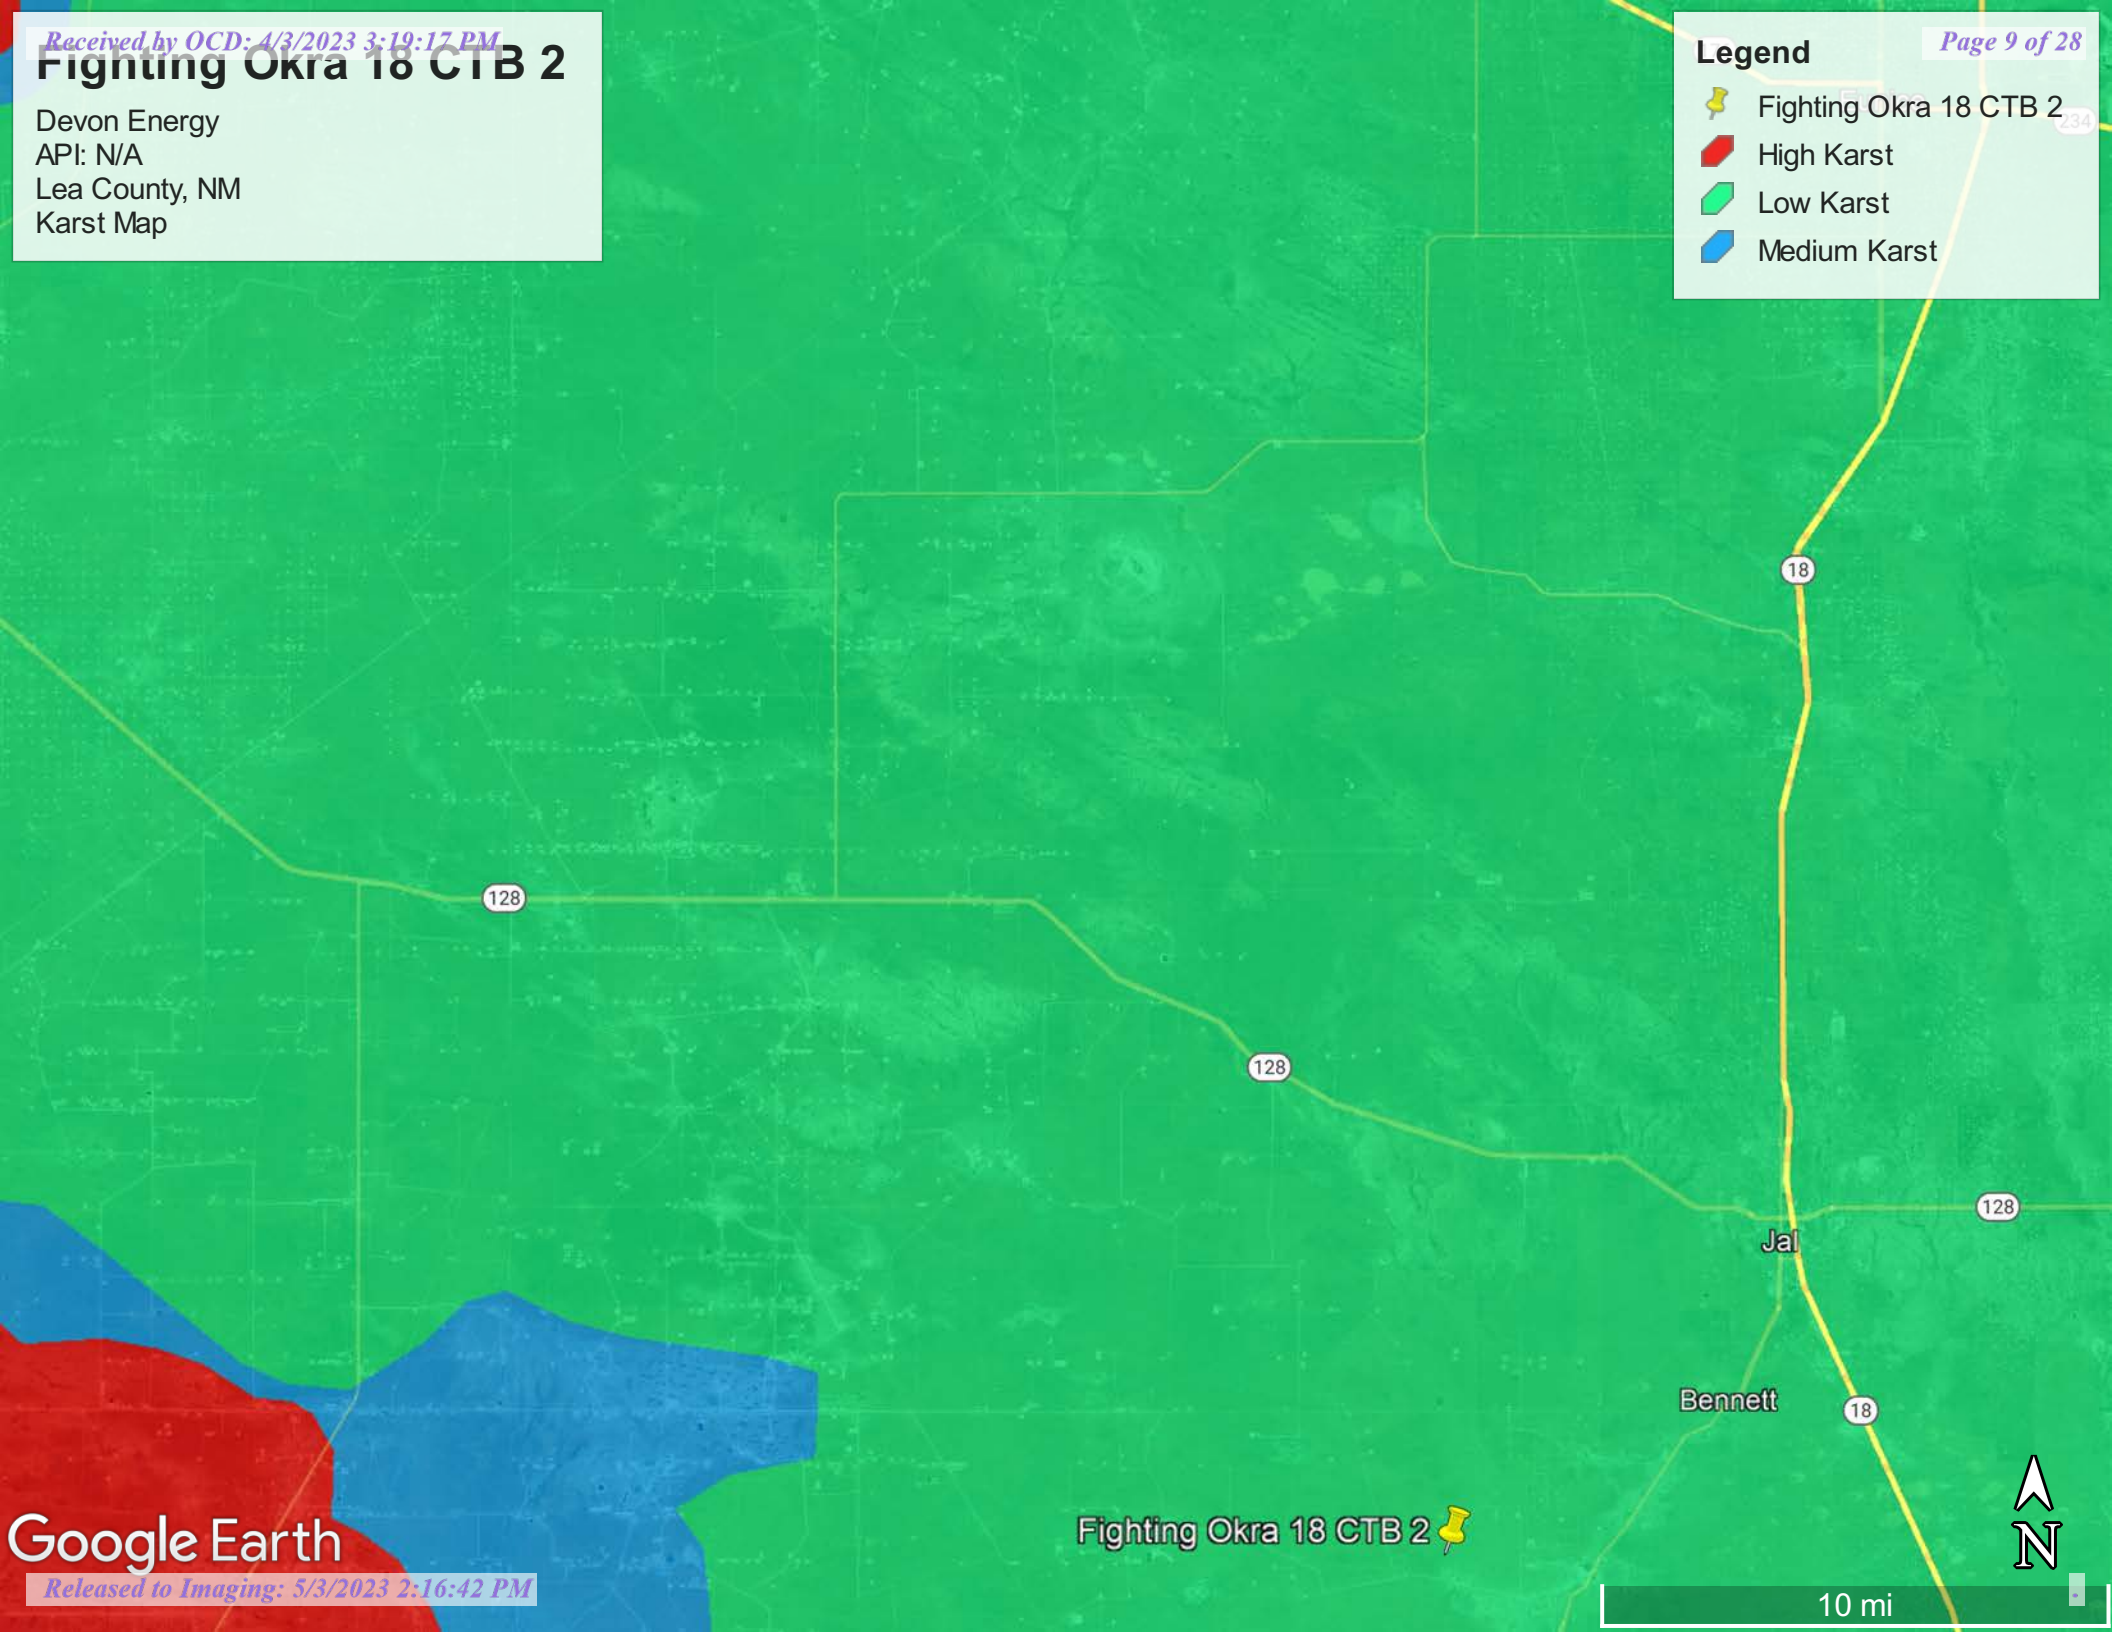 Received by OCD: 4/3/2023 3:19:17 PM
Fighting Okra 18 CTB 2
Devon Energy
API: N/A
Lea County, NM
Karst Map
Page 9 of 28
Legend
Fighting Okra 18 CTB 2
High Karst
Low Karst
Medium Karst
234
18
128
128
128
Jal
Bennett
18
Fighting Okra 18 CTB 2
N
10 mi
Google Earth
Released to Imaging: 5/3/2023 2:16:42 PM